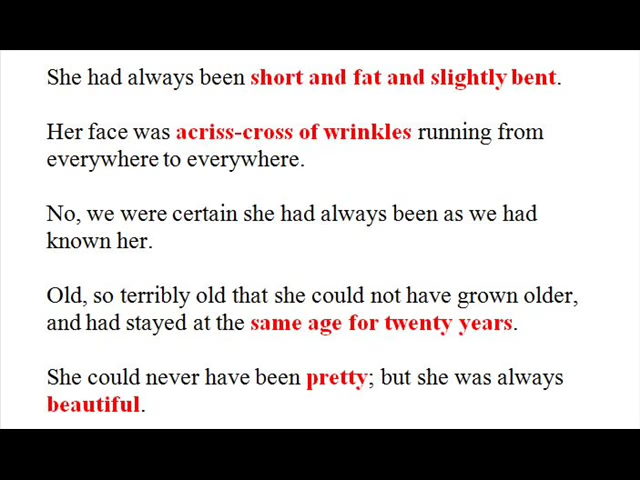 She had always been short and fat and slightly bent.
Her face was acriss-cross of wrinkles running from
everywhere to everywhere.
No, we were certain she had always been as we had
known her.
Old, so terribly old that she could not have grown older,
and had stayed at the same age for twenty years.
She could never have been pretty; but she was always
beautiful.